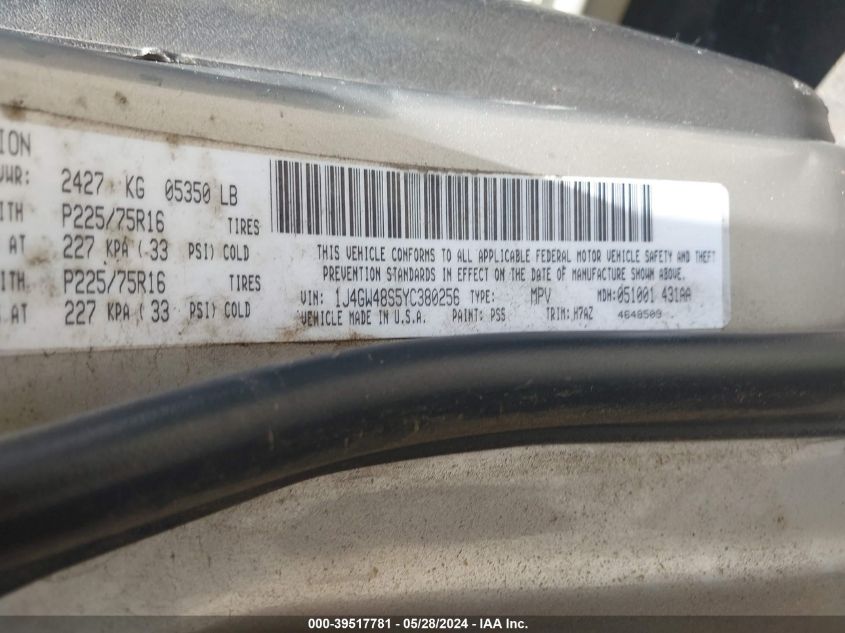 ION
VWR: 2427 KG 05350 LB
ITH P225/75R16 TIRES
AT 227 KPA ( 33 PSI) COLD
ITH P225/75R16 TIRES
AT 227 KPA ( 33 PSI) COLD
THIS VEHICLE CONFORMS TO ALL APPLICABLE FEDERAL MOTOR VEHICLE SAFETY AND THEFT
PREVENTION STANDARDS IN EFFECT ON THE DATE OF MANUFACTURE SHOWN ABOVE.
VIN: 1J4GW48S5YC380256 TYPE: MPV MDH:051001 431AA
VEHICLE MADE IN U.S.A. PAINT: PSS TRIM: H7AZ 4648509
000-39517781 - 05/28/2024 - IAA Inc.